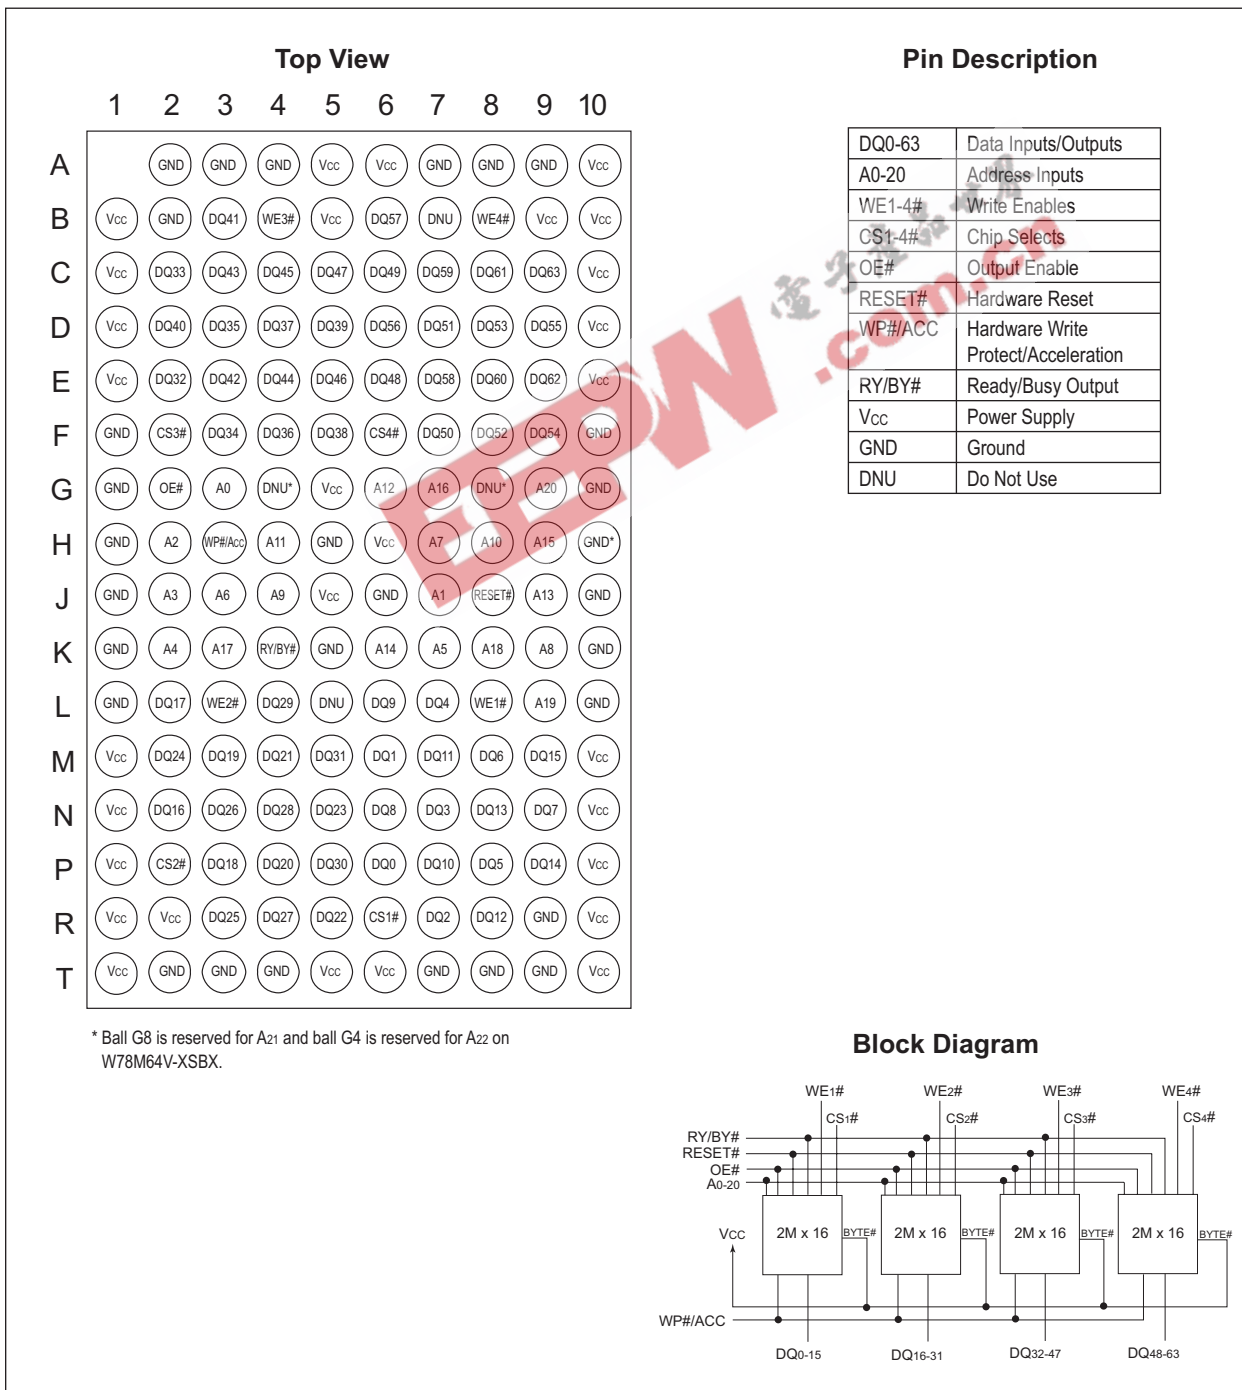 Top View
1 2 3 4 5 6 7 8 9 10
A GND GND GND Vcc Vcc GND GND GND Vcc
B Vcc GND DQ41 WE3# Vcc DQ57 DNU WE4# Vcc Vcc
C Vcc DQ33 DQ43 DQ45 DQ47 DQ49 DQ59 DQ61 DQ63 Vcc
D Vcc DQ40 DQ35 DQ37 DQ39 DQ56 DQ51 DQ53 DQ55 Vcc
E Vcc DQ32 DQ42 DQ44 DQ46 DQ48 DQ58 DQ60 DQ62 Vcc
F GND CS3# DQ34 DQ36 DQ38 CS4# DQ50 DQ52 DQ54 GND
G GND OE# A0 DNU* Vcc A12 A16 DNU* A20 GND
H GND A2 WP#/Acc A11 GND Vcc A7 A10 A15 GND*
J GND A3 A6 A9 Vcc GND A1 RESET# A13 GND
K GND A4 A17 RY/BY# GND A14 A5 A18 A8 GND
L GND DQ17 WE2# DQ29 DNU DQ9 DQ4 WE1# A19 GND
M Vcc DQ24 DQ19 DQ21 DQ31 DQ1 DQ11 DQ6 DQ15 Vcc
N Vcc DQ16 DQ26 DQ28 DQ23 DQ8 DQ3 DQ13 DQ7 Vcc
P Vcc CS2# DQ18 DQ20 DQ30 DQ0 DQ10 DQ5 DQ14 Vcc
R Vcc Vcc DQ25 DQ27 DQ22 CS1# DQ2 DQ12 GND Vcc
T Vcc GND GND GND Vcc Vcc GND GND GND Vcc
* Ball G8 is reserved for A21 and ball G4 is reserved for A22 on
W78M64V-XSBX.
Pin Description
DQ0-63 Data Inputs/Outputs
A0-20 Address Inputs
WE1-4# Write Enables
CS1-4# Chip Selects
OE# Output Enable
RESET# Hardware Reset
WP#/ACC Hardware Write
Protect/Acceleration
RY/BY# Ready/Busy Output
Vcc Power Supply
GND Ground
DNU Do Not Use
EEPW .com.cn
電子產品世界
Block Diagram
WE1# WE2# WE3# WE4#
CS1# CS2# CS3# CS4#
RY/BY#
RESET#
OE#
A0-20
Vcc 2M x 16 BYTE# 2M x 16 BYTE# 2M x 16 BYTE# 2M x 16 BYTE#
WP#/ACC
DQ0-15 DQ16-31 DQ32-47 DQ48-63